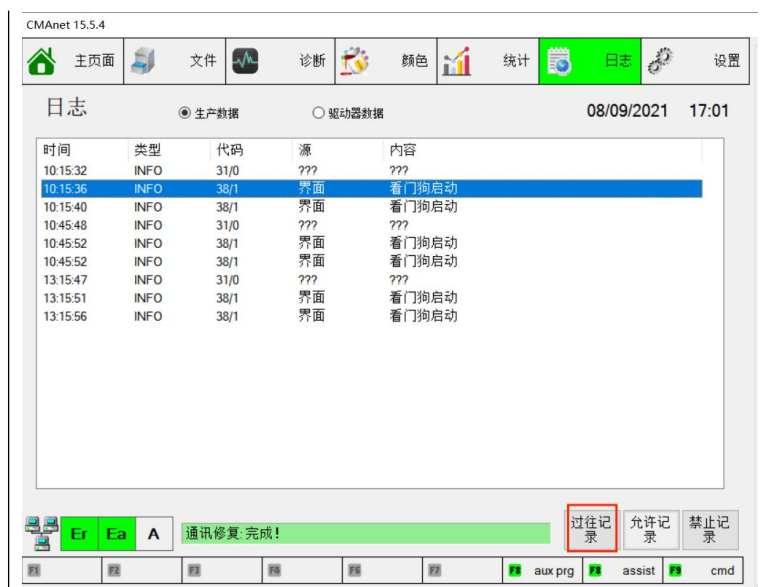 CMAnet 15.5.4
主页面 文件 诊断 颜色 统计 日志 设置
日志 生产数据 驱动器数据 08/09/2021 17:01
时间 类型 代码 源 内容
10:15:32 INFO 31/0 ??? ???
10:15:36 INFO 38/1 界面 看门狗启动
10:15:40 INFO 38/1 界面 看门狗启动
10:45:48 INFO 31/0 ??? ???
10:45:52 INFO 38/1 界面 看门狗启动
10:45:52 INFO 38/1 界面 看门狗启动
13:15:47 INFO 31/0 ??? ???
13:15:51 INFO 38/1 界面 看门狗启动
13:15:56 INFO 38/1 界面 看门狗启动
Er Ea A 通讯修复:完成!
过往记录 允许记录 禁止记录
F1 F2 F3 F4 F6 F7 F8 aux prg F8 assist F9 cmd